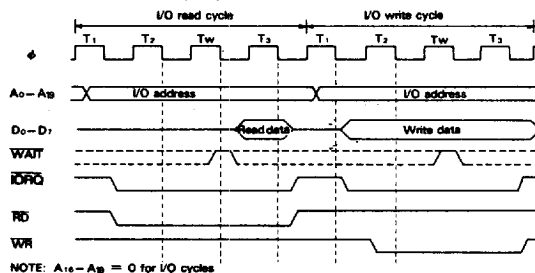 I/O read cycle I/O write cycle
T1 T2 TW T3 T1 T2 TW T3
ϕ
A0–A19 I/O address I/O address
D0–D7 Read data Write data
WAIT
IORQ
RD
WR
NOTE: A16–A19 = 0 for I/O cycles